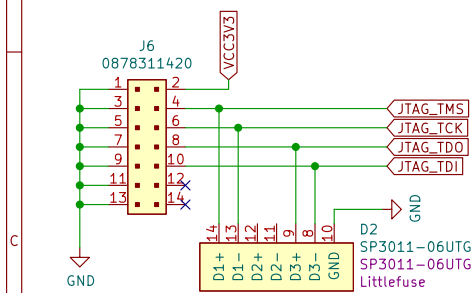 J6
0878311420
VCC3V3
1 2
3 4
5 6
7 8
9 10
11 12
13 14
JTAG_TMS
JTAG_TCK
JTAG_TDO
JTAG_TDI
GND
GND
14 13 12 11 9 8 10
D1+ D1- D2+ D2- D3+ D3- GND
D2
SP3011-06UTG
SP3011-06UTG
Littlefuse
C